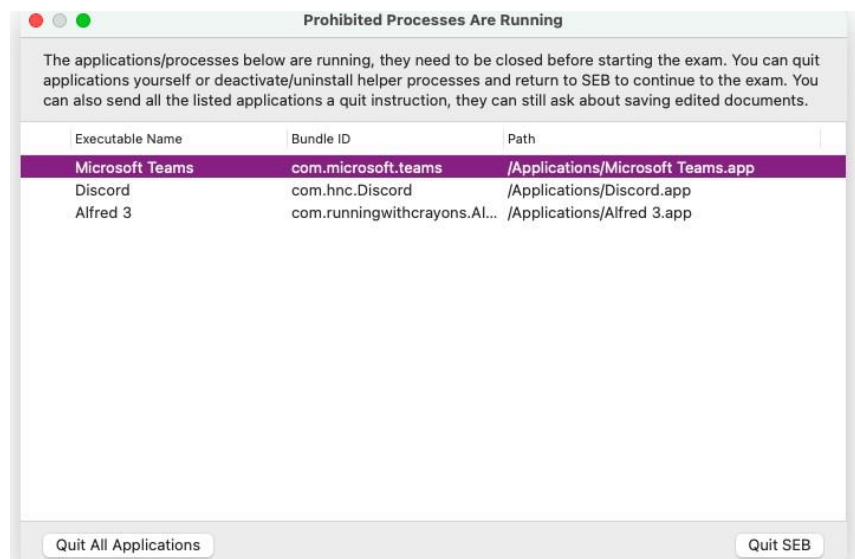 Prohibited Processes Are Running
The applications/processes below are running, they need to be closed before starting the exam. You can quit
applications yourself or deactivate/uninstall helper processes and return to SEB to continue to the exam. You
can also send all the listed applications a quit instruction, they can still ask about saving edited documents.
Executable Name Bundle ID Path
Microsoft Teams com.microsoft.teams /Applications/Microsoft Teams.app
Discord com.hnc.Discord /Applications/Discord.app
Alfred 3 com.runningwithcrayons.Al... /Applications/Alfred 3.app
Quit All Applications Quit SEB